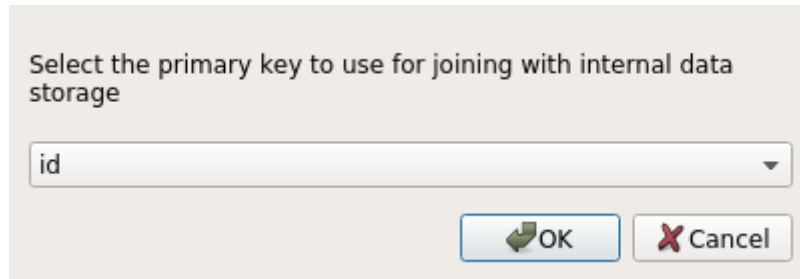 Select the primary key to use for joining with internal data
storage
id
OK
Cancel